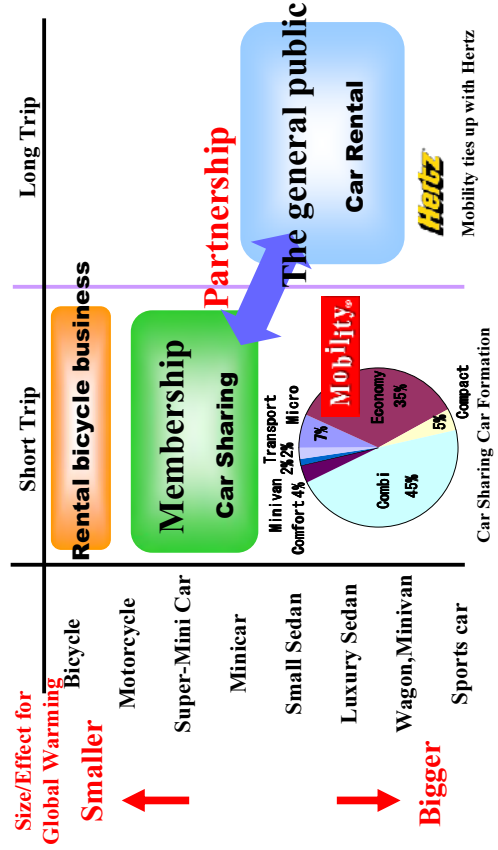 Size/Effect for
Global Warming
Short Trip
Long Trip
Smaller
Bigger
Bicycle
Motorcycle
Super-Mini Car
Minicar
Small Sedan
Luxury Sedan
Wagon,Minivan
Sports car
Rental bicycle business
Membership
Car Sharing
Partnership
The general public
Car Rental
Minivan 2%
Transport
2%
Micro
7%
Comfort 4%
Mobility®
Economy
35%
5%
Compact
Combi
45%
Car Sharing Car Formation
Hertz
Mobility ties up with Hertz